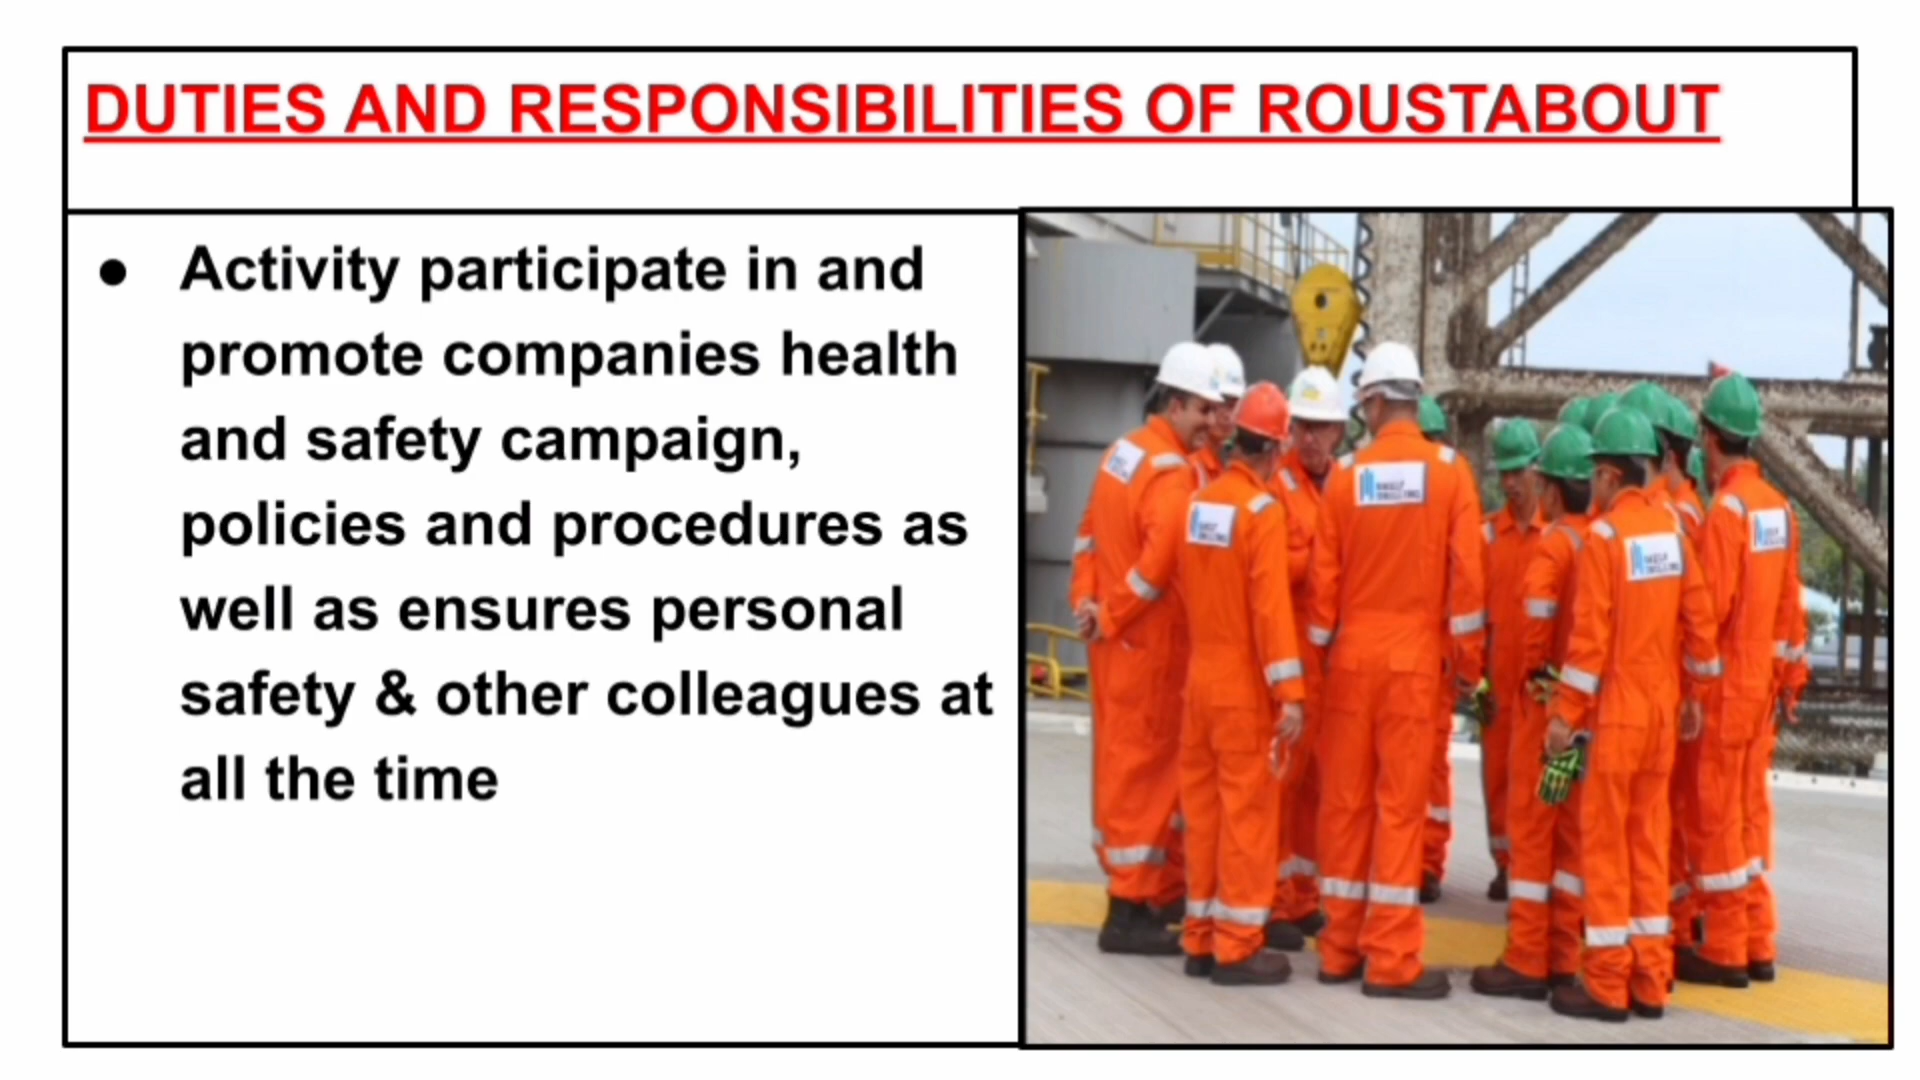 DUTIES AND RESPONSIBILITIES OF ROUSTABOUT
● Activity participate in and
promote companies health
and safety campaign,
policies and procedures as
well as ensures personal
safety & other colleagues at
all the time